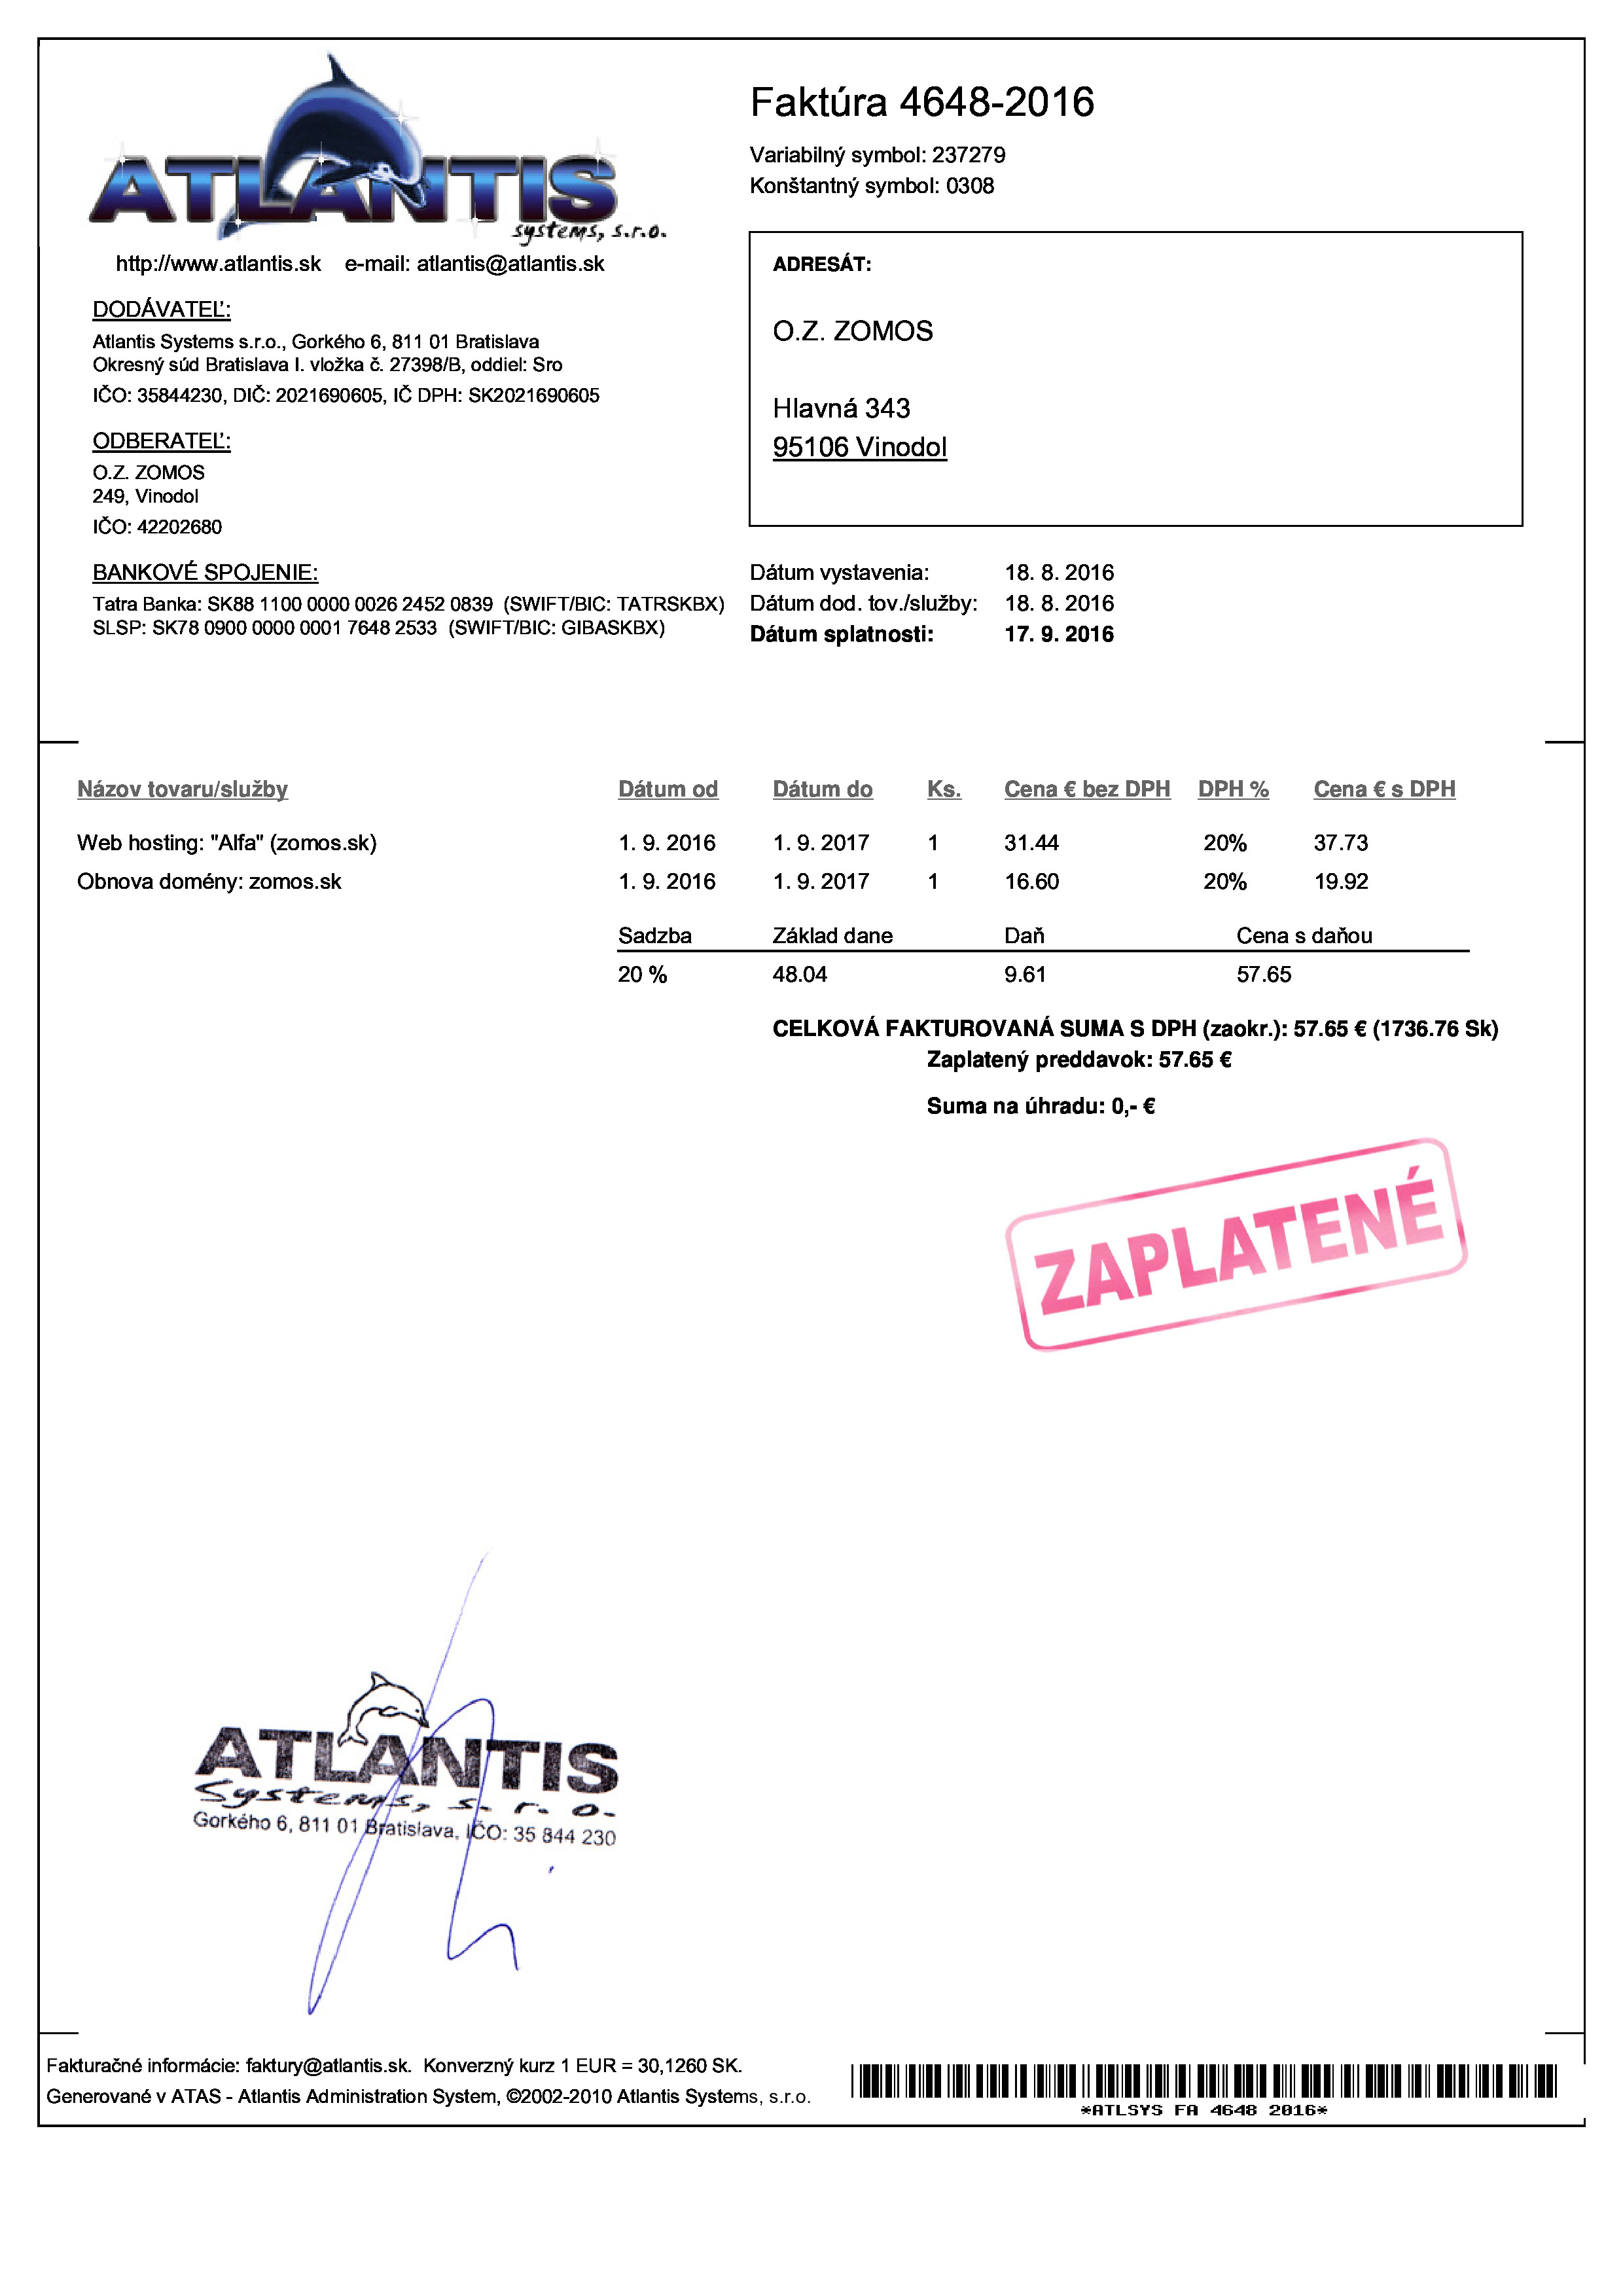 ATLANTIS
systems, s.r.o.
http://www.atlantis.sk e-mail: atlantis@atlantis.sk
DODÁVATEĽ:
Atlantis Systems s.r.o., Gorkého 6, 811 01 Bratislava
Okresný súd Bratislava I. vložka č. 27398/B, oddiel: Sro
IČO: 35844230, DIČ: 2021690605, IČ DPH: SK2021690605
ODBERATEĽ:
O.Z. ZOMOS
249, Vinodol
IČO: 42202680
BANKOVÉ SPOJENIE:
Tatra Banka: SK88 1100 0000 0026 2452 0839 (SWIFT/BIC: TATRSKBX)
SLSP: SK78 0900 0000 0001 7648 2533 (SWIFT/BIC: GIBASKBX)
Faktúra 4648-2016
Variabilný symbol: 237279
Konštantný symbol: 0308
ADRESÁT:
O.Z. ZOMOS
Hlavná 343
95106 Vinodol
Dátum vystavenia: 18. 8. 2016
Dátum dod. tov./služby: 18. 8. 2016
Dátum splatnosti: 17. 9. 2016
Názov tovaru/služby Dátum od Dátum do Ks. Cena € bez DPH DPH % Cena € s DPH
Web hosting: "Alfa" (zomos.sk) 1. 9. 2016 1. 9. 2017 1 31.44 20% 37.73
Obnova domény: zomos.sk 1. 9. 2016 1. 9. 2017 1 16.60 20% 19.92
Sadzba Základ dane Daň Cena s daňou
20 % 48.04 9.61 57.65
CELKOVÁ FAKTUROVANÁ SUMA S DPH (zaokr.): 57.65 € (1736.76 Sk)
Zaplatený preddavok: 57.65 €
Suma na úhradu: 0,- €
ZAPLATENÉ
ATLANTIS
Systems, s. r. o.
Gorkého 6, 811 01 Bratislava, IČO: 35 844 230
Fakturačné informácie: faktury@atlantis.sk. Konverzný kurz 1 EUR = 30,1260 SK.
Generované v ATAS - Atlantis Administration System, ©2002-2010 Atlantis Systems, s.r.o.
*ATLSYS FA 4648 2016*